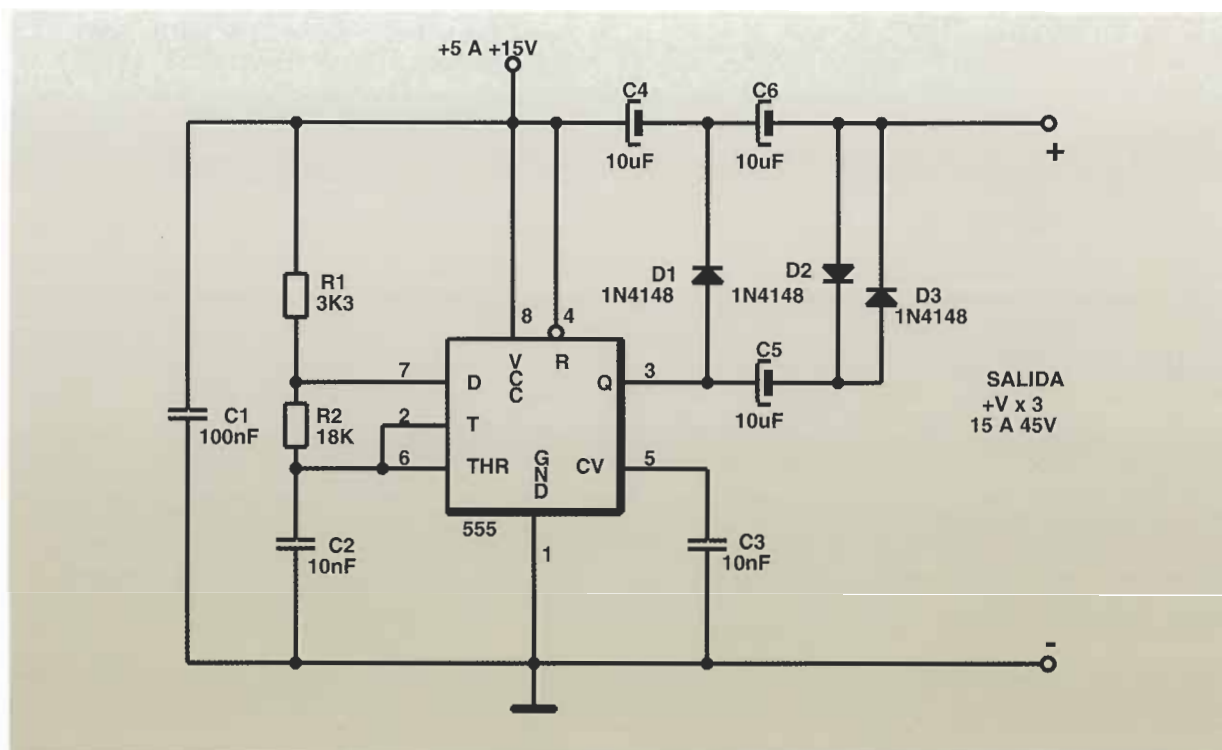 +5 A +15V
C4
C6
10uF
10uF
+
R1
3K3
D1
1N4148
D2
1N4148
D3
1N4148
8
4
V
C
C
R
7
D
Q
3
C5
10uF
SALIDA
+V x 3
15 A 45V
C1
100nF
R2
18K
2
T
6
THR
G
N
D
CV
5
555
1
C2
10nF
C3
10nF
-